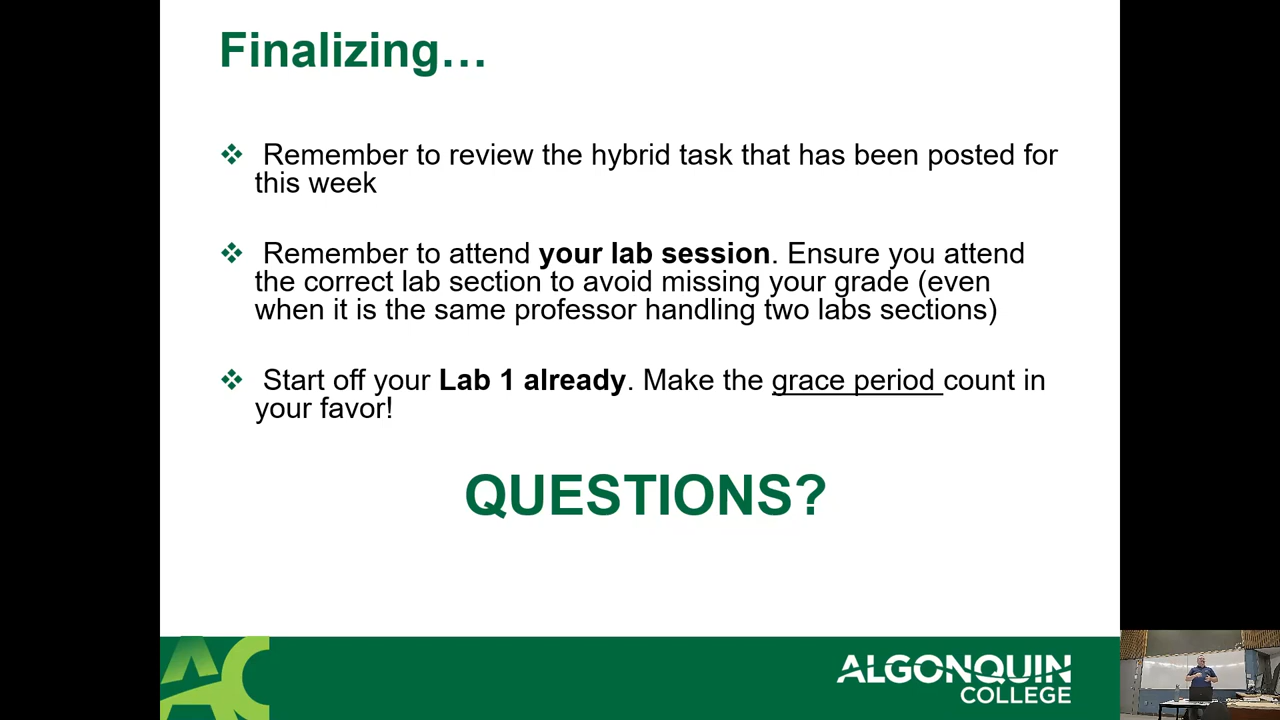 Finalizing…
❖ Remember to review the hybrid task that has been posted for
this week
❖ Remember to attend your lab session. Ensure you attend
the correct lab section to avoid missing your grade (even
when it is the same professor handling two labs sections)
❖ Start off your Lab 1 already. Make the grace period count in
your favor!
QUESTIONS?
AC
ALGONQUIN
COLLEGE